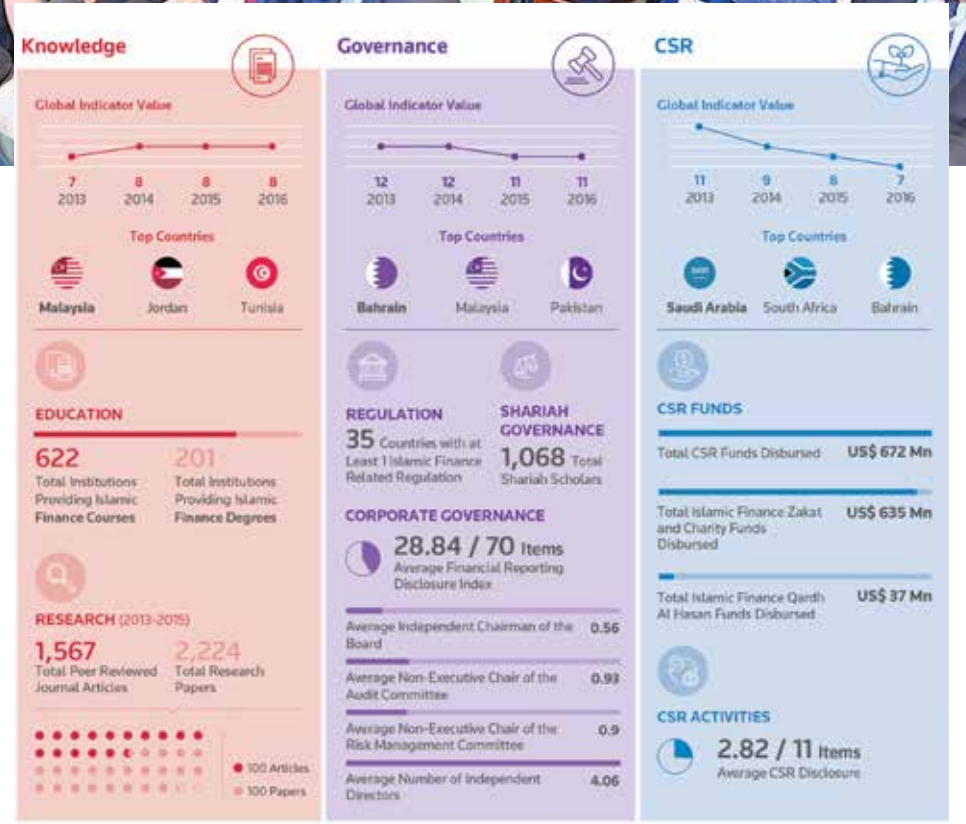 Knowledge
Global Indicator Value
7 8 8 8
2013 2014 2015 2016
Top Countries
Malaysia Jordan Tunisia
EDUCATION
622
Total Institutions
Providing Islamic
Finance Courses
201
Total Institutions
Providing Islamic
Finance Degrees
RESEARCH (2013-2015)
1,567
Total Peer Reviewed
Journal Articles
2,224
Total Research
Papers
100 Articles
100 Papers
Governance
Global Indicator Value
12 12 11 11
2013 2014 2015 2016
Top Countries
Bahrain Malaysia Pakistan
REGULATION
35 Countries with at
Least 1 Islamic Finance
Related Regulation
SHARIAH
GOVERNANCE
1,068 Total
Shariah Scholars
CORPORATE GOVERNANCE
28.84 / 70 Items
Average Financial Reporting
Disclosure Index
Average Independent Chairman of the 0.56
Board
Average Non-Executive Chair of the 0.93
Audit Committee
Average Non-Executive Chair of the 0.9
Risk Management Committee
Average Number of Independent 4.06
Directors
CSR
Global Indicator Value
11 9 8 7
2013 2014 2015 2016
Top Countries
Saudi Arabia South Africa Bahrain
CSR FUNDS
Total CSR Funds Disbursed US$ 672 Mn
Total Islamic Finance Zakat US$ 635 Mn
and Charity Funds
Disbursed
Total Islamic Finance Qardh US$ 37 Mn
Al Hasan Funds Disbursed
CSR ACTIVITIES
2.82 / 11 Items
Average CSR Disclosure